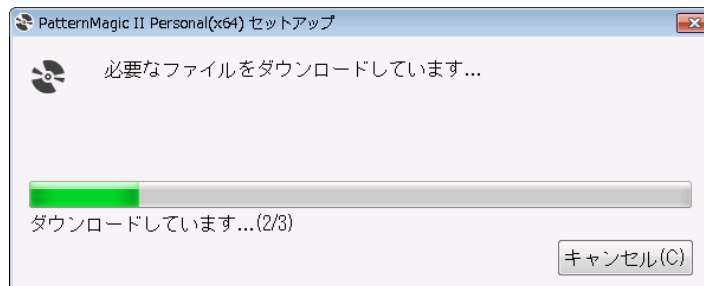 PatternMagic II Personal(x64) セットアップ
必要なファイルをダウンロードしています...
ダウンロードしています...(2/3)
キャンセル(C)